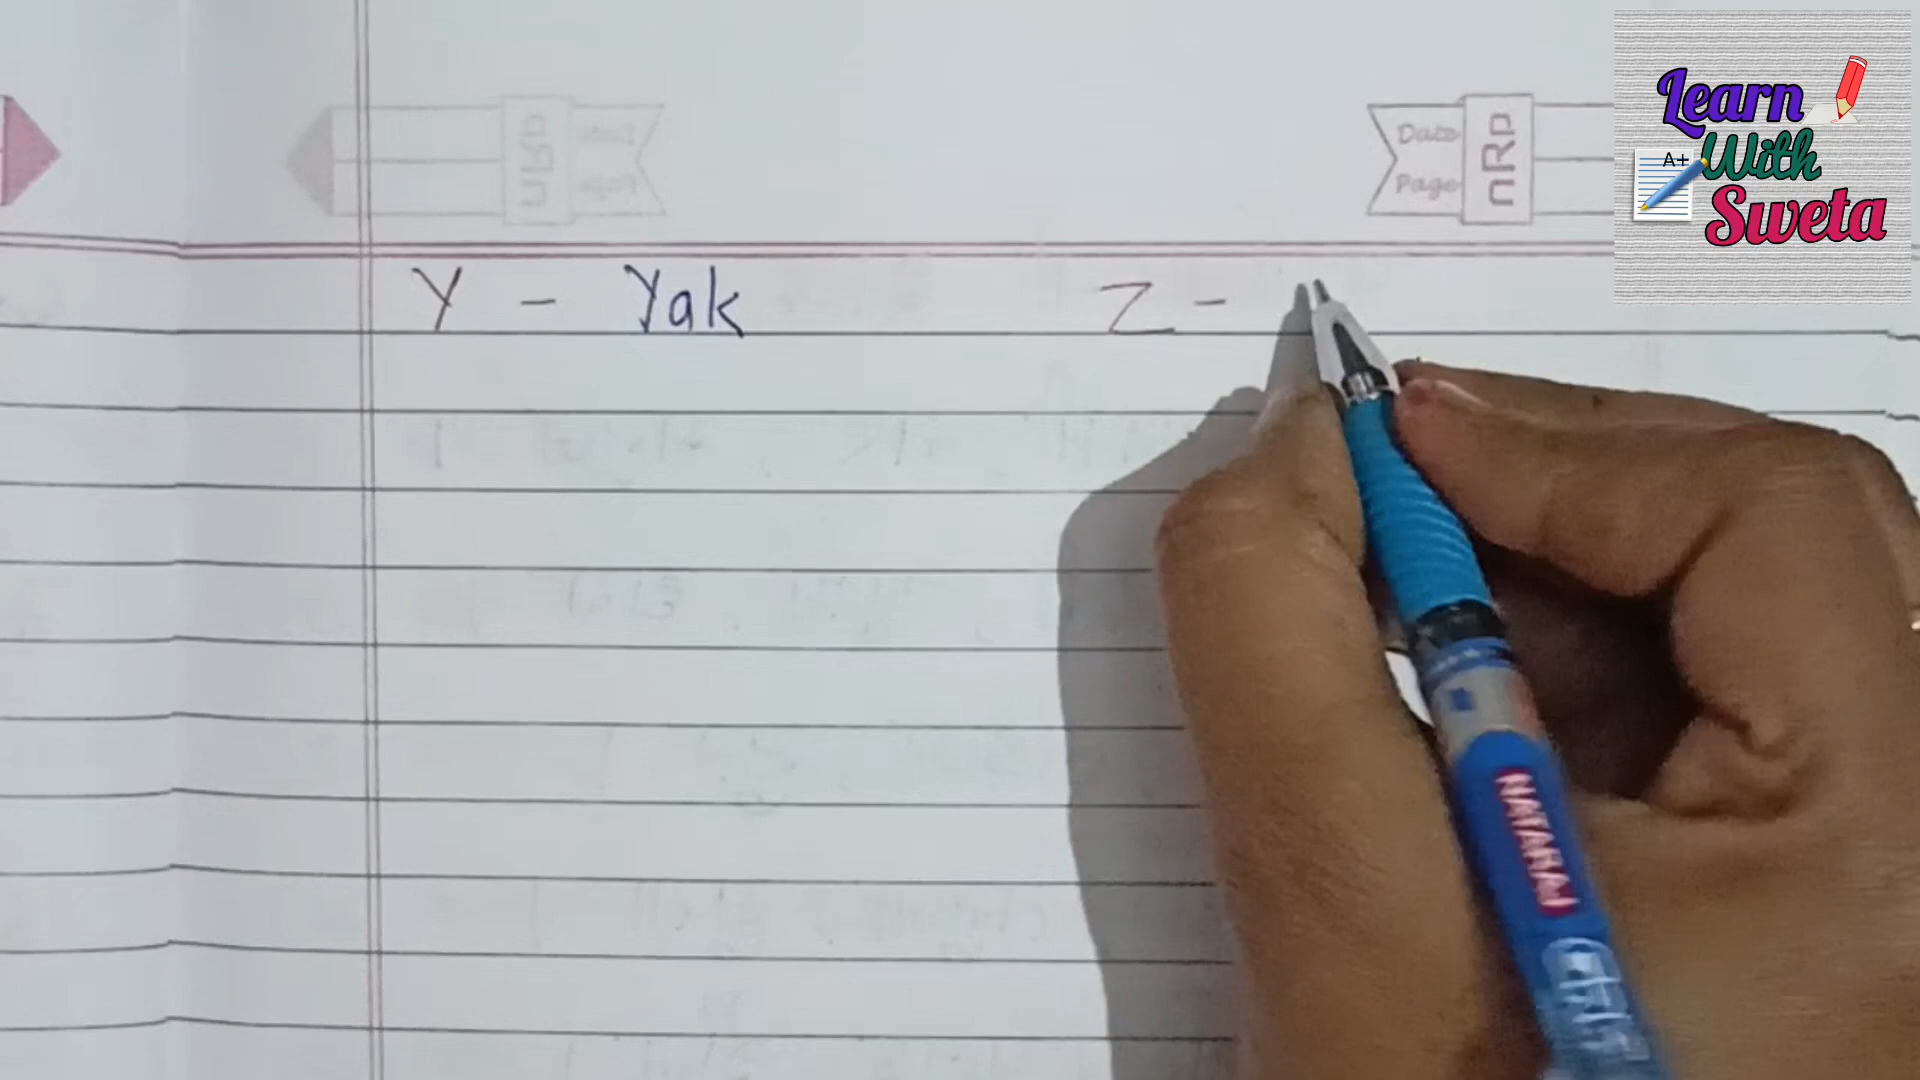 Learn
With
Sweta
A+
Date
Page
nRp
Y - Yak
Z -
NATARAJ